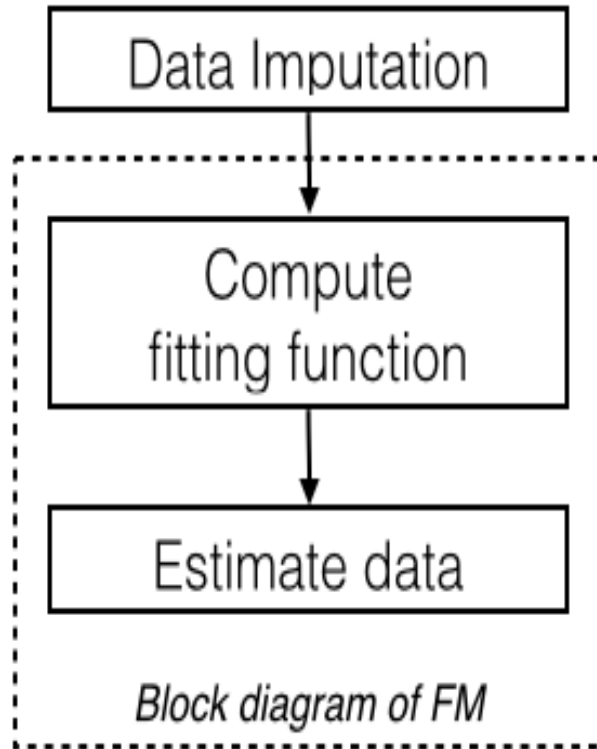 Data Imputation
Compute
fitting function
Estimate data
Block diagram of FM